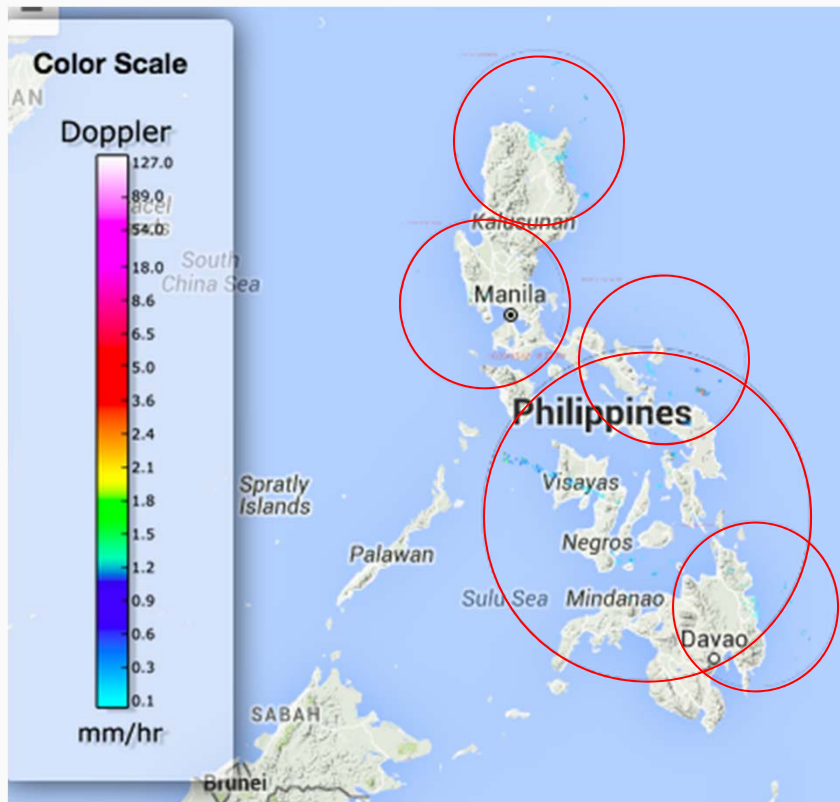 Color Scale
AN
Doppler
127.0
89.0
54.0
18.0
8.6
6.5
5.0
3.6
2.4
2.1
1.8
1.5
1.2
0.9
0.6
0.3
0.1
mm/hr
South
China Sea
Kalusunan
Manila
Philippines
Visayas
Spratly
Islands
Negros
Palawan
Sulu Sea
Mindanao
Davao
SABAH
Brunei